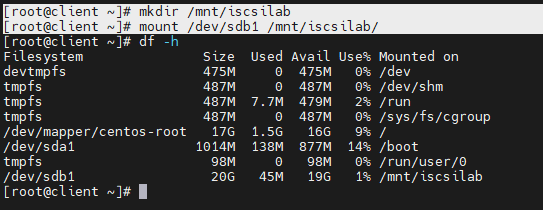 [root@client ~]# mkdir /mnt/iscsilab
[root@client ~]# mount /dev/sdb1 /mnt/iscsilab/
[root@client ~]# df -h
Filesystem               Size  Used Avail Use% Mounted on
devtmpfs                 475M     0  475M   0% /dev
tmpfs                    487M     0  487M   0% /dev/shm
tmpfs                    487M  7.7M  479M   2% /run
tmpfs                    487M     0  487M   0% /sys/fs/cgroup
/dev/mapper/centos-root   17G  1.5G   16G   9% /
/dev/sda1               1014M  138M  877M  14% /boot
tmpfs                     98M     0   98M   0% /run/user/0
/dev/sdb1                 20G   45M   19G   1% /mnt/iscsilab
[root@client ~]#